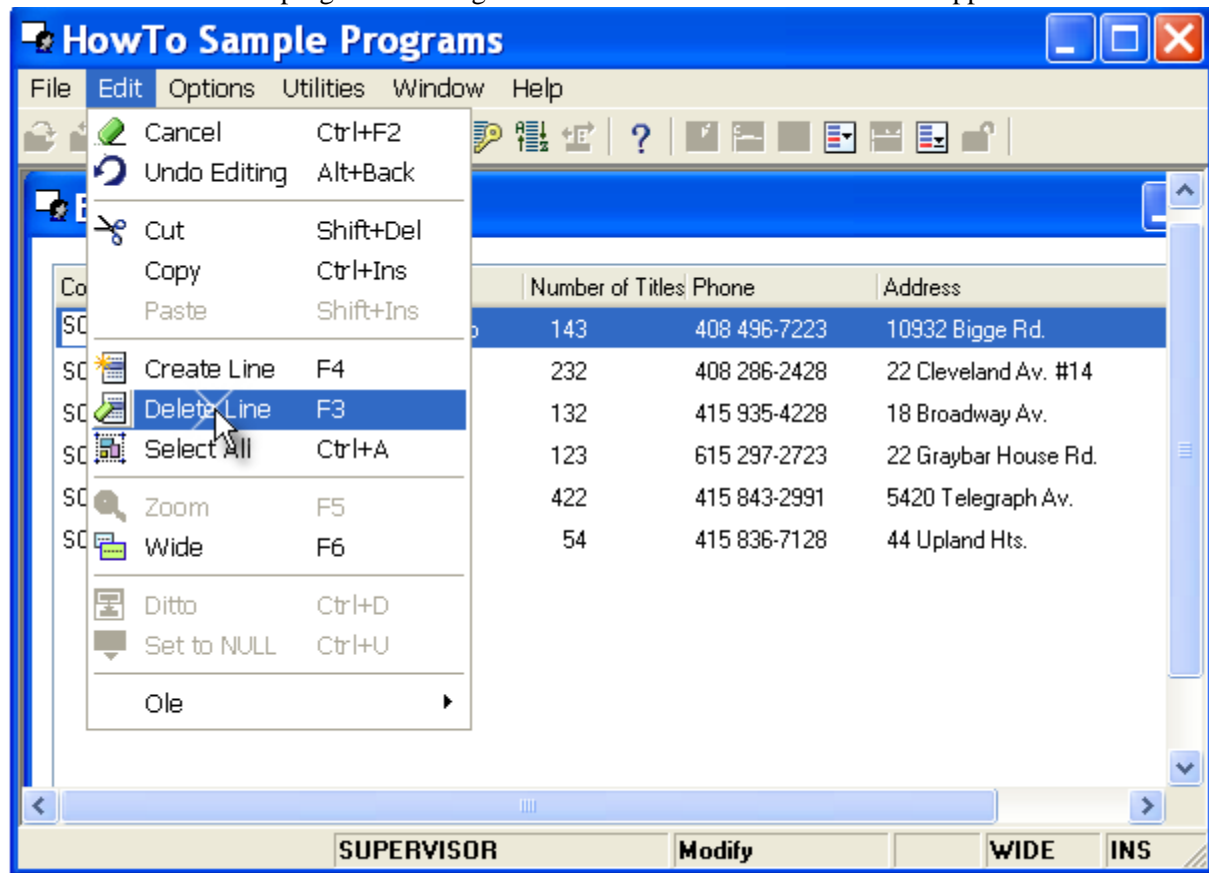 HowTo Sample Programs
File Edit Options Utilities Window Help
Cancel Ctrl+F2
Undo Editing Alt+Back
Cut Shift+Del
Copy Ctrl+Ins
Paste Shift+Ins
Create Line F4
Delete Line F3
Select All Ctrl+A
Zoom F5
Wide F6
Ditto Ctrl+D
Set to NULL Ctrl+U
Ole
Number of Titles Phone Address
143 408 496-7223 10932 Bigge Rd.
232 408 286-2428 22 Cleveland Av. #14
132 415 935-4228 18 Broadway Av.
123 615 297-2723 22 Graybar House Rd.
422 415 843-2991 5420 Telegraph Av.
54 415 836-7128 44 Upland Hts.
SUPERVISOR Modify WIDE INS